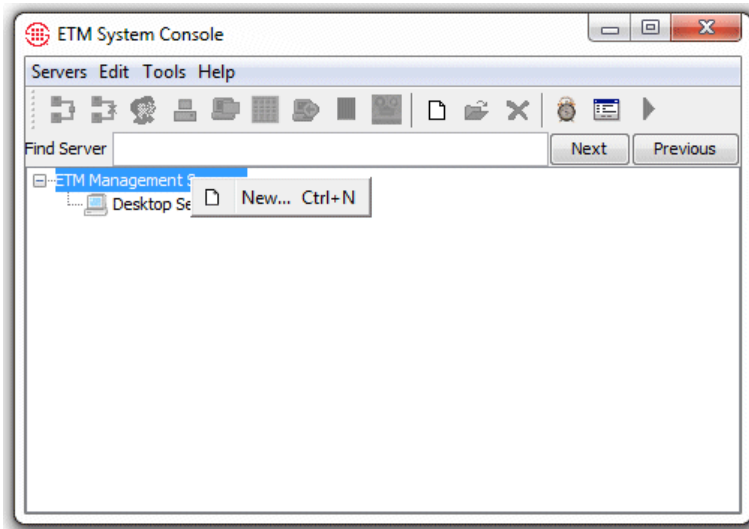 ETM System Console
Servers Edit Tools Help
Find Server Next Previous
ETM Management S
Desktop Se New... Ctrl+N